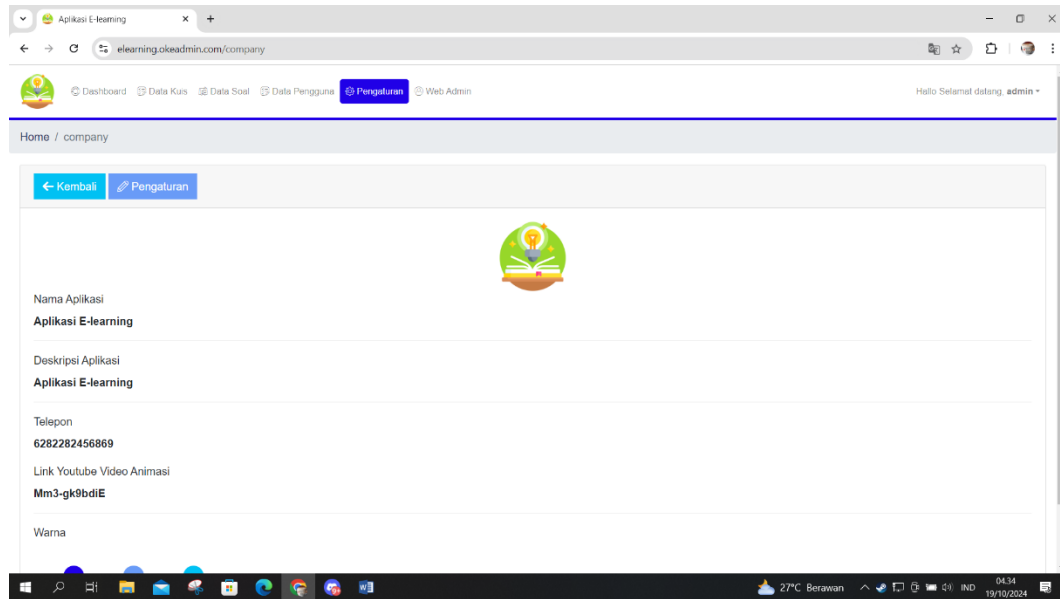 Aplikasi E-learning
elearning.okeadmin.com/company
Dashboard Data Kuis Data Soal Data Pengguna Pengaturan Web Admin Hallo Selamat datang, admin
Home / company
Kembali Pengaturan
Nama Aplikasi
Aplikasi E-learning
Deskripsi Aplikasi
Aplikasi E-learning
Telepon
6282282456869
Link Youtube Video Animasi
Mm3-gk9bdiE
Warna
27°C Berawan IND 04.34
19/10/2024